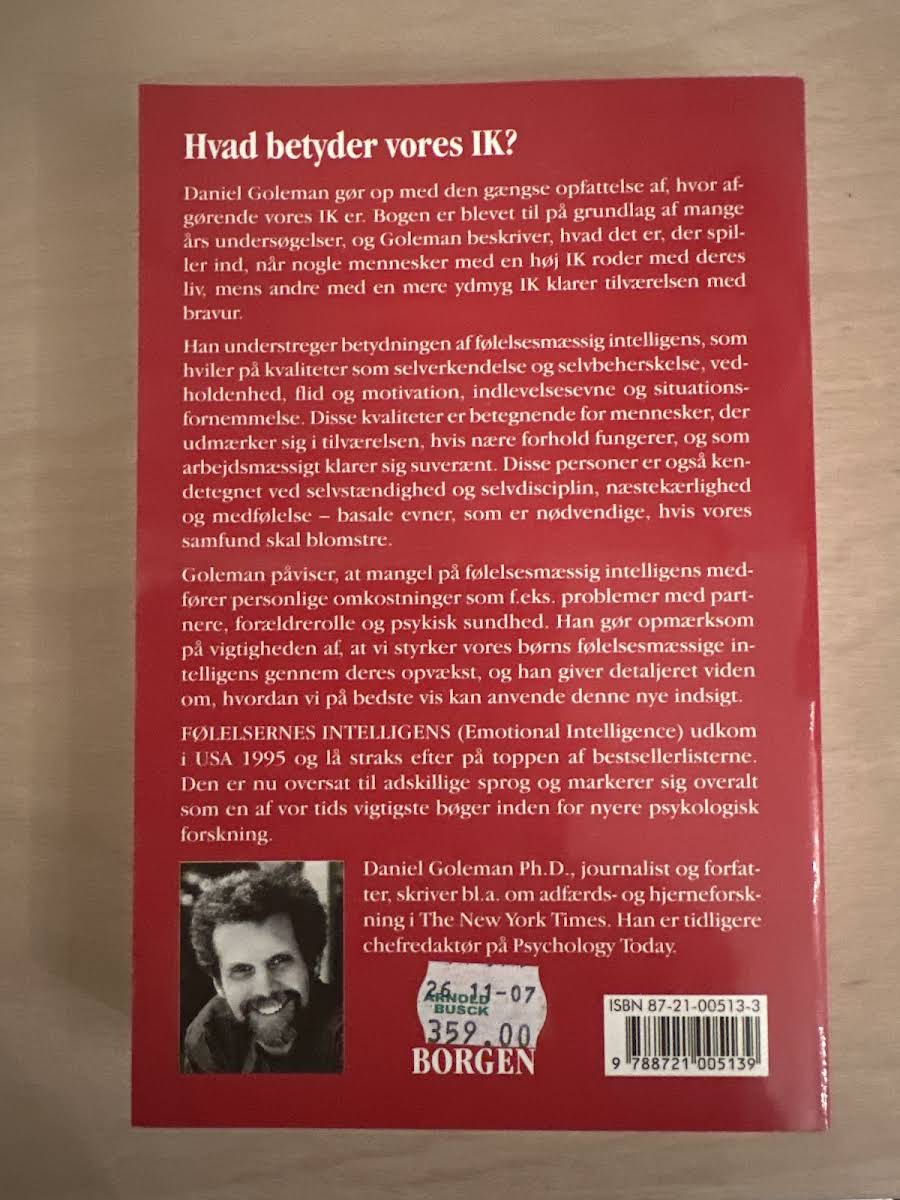 Hvad betyder vores IK?
Daniel Goleman gør op med den gængse opfattelse af, hvor af-
gørende vores IK er. Bogen er blevet til på grundlag af mange
års undersøgelser, og Goleman beskriver, hvad det er, der spil-
ler ind, når nogle mennesker med en høj IK roder med deres
liv, mens andre med en mere ydmyg IK klarer tilværelsen med
bravur.
Han understreger betydningen af følelsesmæssig intelligens, som
hviler på kvaliteter som selverkendelse og selvbeherskelse, ved-
holdenhed, flid og motivation, indlevelsesevne og situations-
fornemmelse. Disse kvaliteter er betegnende for mennesker, der
udmærker sig i tilværelsen, hvis nære forhold fungerer, og som
arbejdsmæssigt klarer sig suverænt. Disse personer er også ken-
detegnet ved selvstændighed og selvdisciplin, næstekærlighed
og medfølelse – basale evner, som er nødvendige, hvis vores
samfund skal blomstre.
Goleman påviser, at mangel på følelsesmæssig intelligens med-
fører personlige omkostninger som f.eks. problemer med part-
nere, forældrerolle og psykisk sundhed. Han gør opmærksom
på vigtigheden af, at vi styrker vores børns følelsesmæssige in-
telligens gennem deres opvækst, og han giver detaljeret viden
om, hvordan vi på bedste vis kan anvende denne nye indsigt.
FØLELSERNES INTELLIGENS (Emotional Intelligence) udkom
i USA 1995 og lå straks efter på toppen af bestsellerlisterne.
Den er nu oversat til adskillige sprog og markerer sig overalt
som en af vor tids vigtigste bøger inden for nyere psykologisk
forskning.
Daniel Goleman Ph.D., journalist og forfat-
ter, skriver bl.a. om adfærds- og hjerneforsk-
ning i The New York Times. Han er tidligere
chefredaktør på Psychology Today.
26.11-07
ARNOLD
BUSCK
359.00
BORGEN
ISBN 87-21-00513-3
9 788721 005139